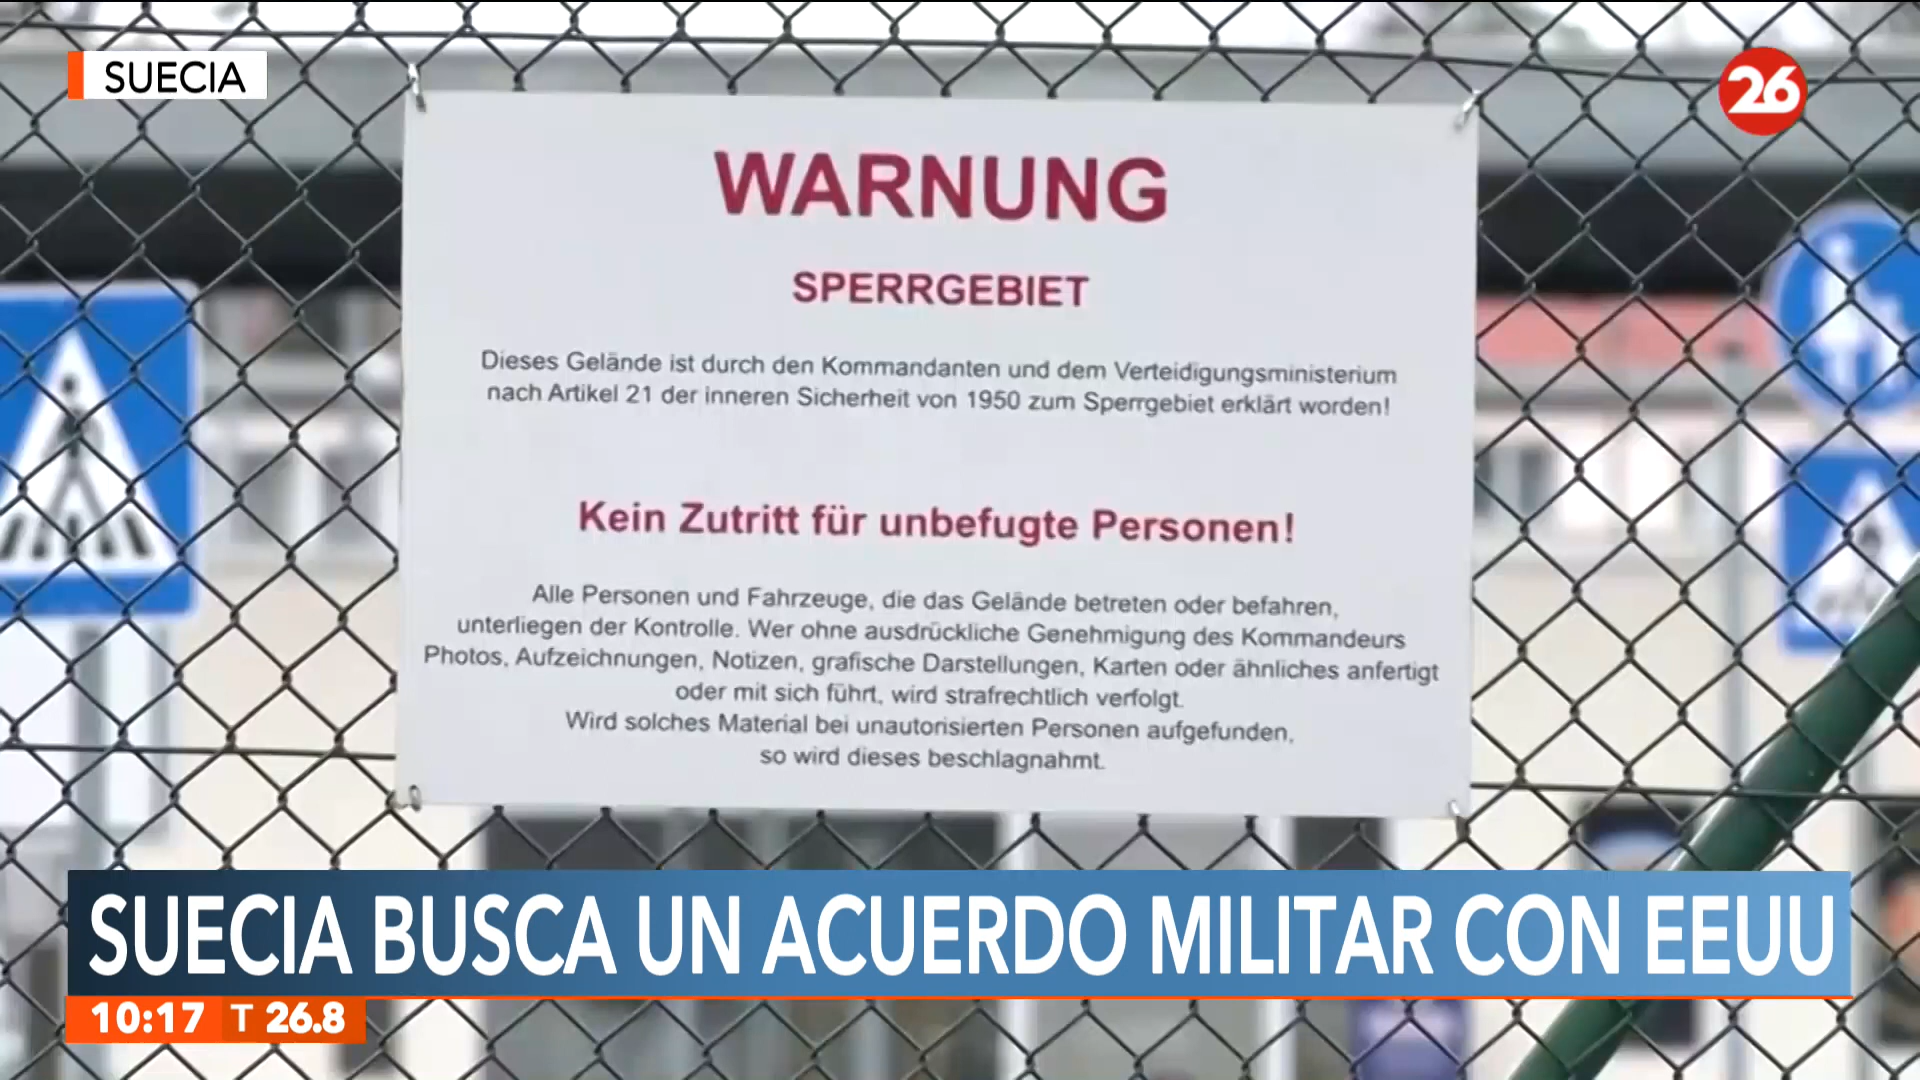 SUECIA
26
WARNUNG
SPERRGEBIET
Dieses Gelände ist durch den Kommandanten und dem Verteidigungsministerium
nach Artikel 21 der inneren Sicherheit von 1950 zum Sperrgebiet erklärt worden!
Kein Zutritt für unbefugte Personen!
Alle Personen und Fahrzeuge, die das Gelände betreten oder befahren,
unterliegen der Kontrolle. Wer ohne ausdrückliche Genehmigung des Kommandeurs
Photos, Aufzeichnungen, Notizen, grafische Darstellungen, Karten oder ähnliches anfertigt
oder mit sich führt, wird strafrechtlich verfolgt.
Wird solches Material bei unautorisierten Personen aufgefunden,
so wird dieses beschlagnahmt.
SUECIA BUSCA UN ACUERDO MILITAR CON EEUU
10:17 T 26.8